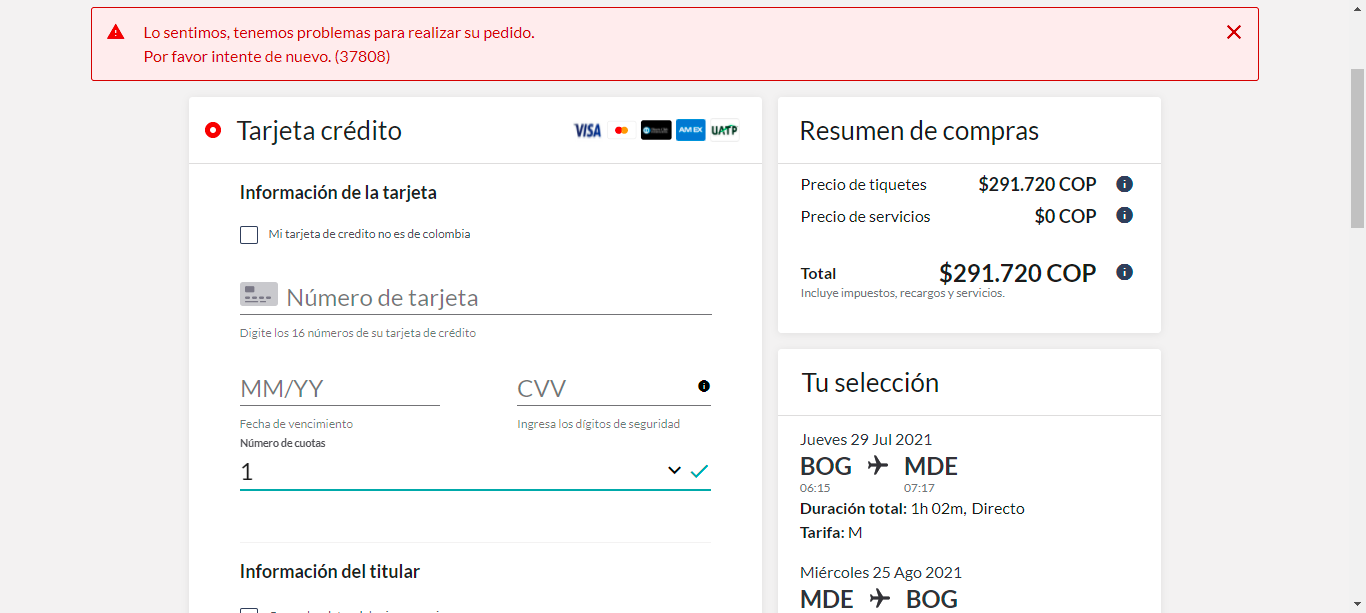 Lo sentimos, tenemos problemas para realizar su pedido.
Por favor intente de nuevo. (37808)
Tarjeta crédito
VISA
AMEX
UATP
Información de la tarjeta
Mi tarjeta de credito no es de colombia
Número de tarjeta
Digite los 16 números de su tarjeta de crédito
MM/YY
CVV
Fecha de vencimiento
Ingresa los dígitos de seguridad
Número de cuotas
1
Información del titular
Resumen de compras
Precio de tiquetes $291.720 COP
Precio de servicios $0 COP
Total $291.720 COP
Incluye impuestos, recargos y servicios.
Tu selección
Jueves 29 Jul 2021
BOG MDE
06:15 07:17
Duración total: 1h 02m, Directo
Tarifa: M
Miércoles 25 Ago 2021
MDE BOG